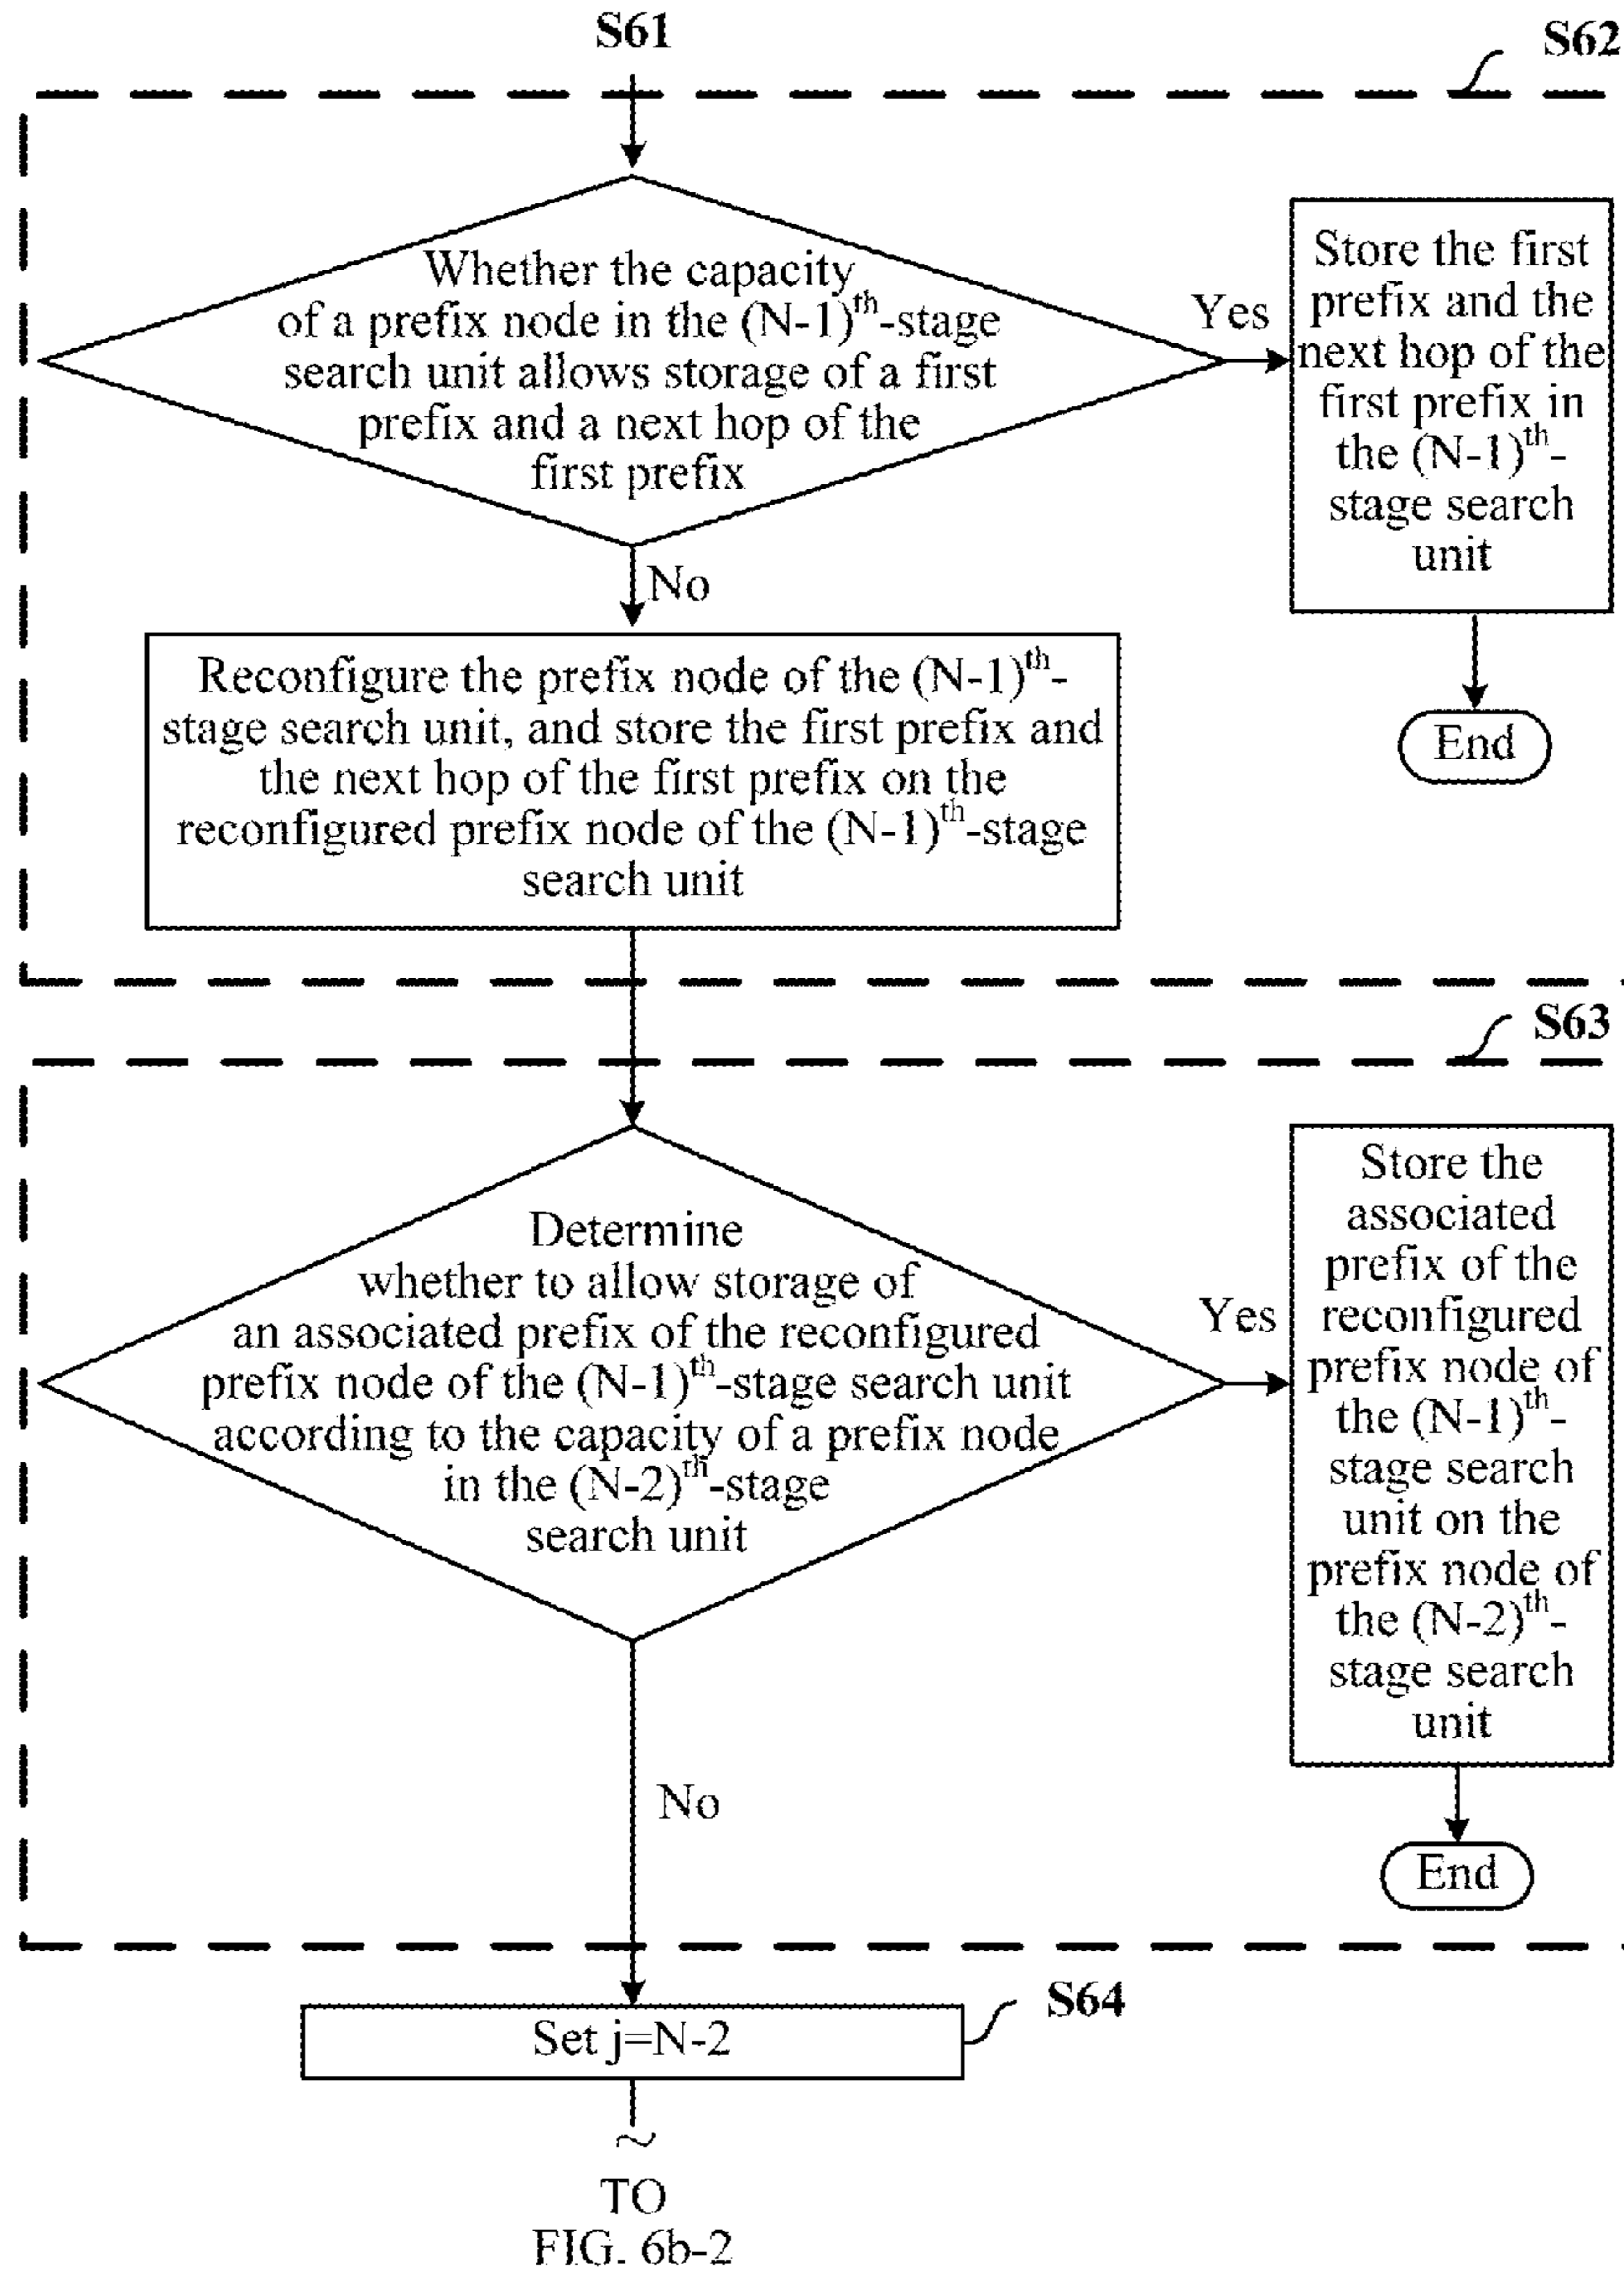 S61
S62
Whether the capacity
of a prefix node in the (N-1)th-stage
search unit allows storage of a first
prefix and a next hop of the
first prefix
Yes
Store the first
prefix and the
next hop of the
first prefix in
the (N-1)th-
stage search
unit
End
No
Reconfigure the prefix node of the (N-1)th-
stage search unit, and store the first prefix and
the next hop of the first prefix on the
reconfigured prefix node of the (N-1)th-stage
search unit
S63
Determine
whether to allow storage of
an associated prefix of the reconfigured
prefix node of the (N-1)th-stage search unit
according to the capacity of a prefix node
in the (N-2)th-stage
search unit
Yes
Store the
associated
prefix of the
reconfigured
prefix node of
the (N-1)th-
stage search
unit on the
prefix node of
the (N-2)th-
stage search
unit
End
No
S64
Set j=N-2
TO
FIG. 6b-2